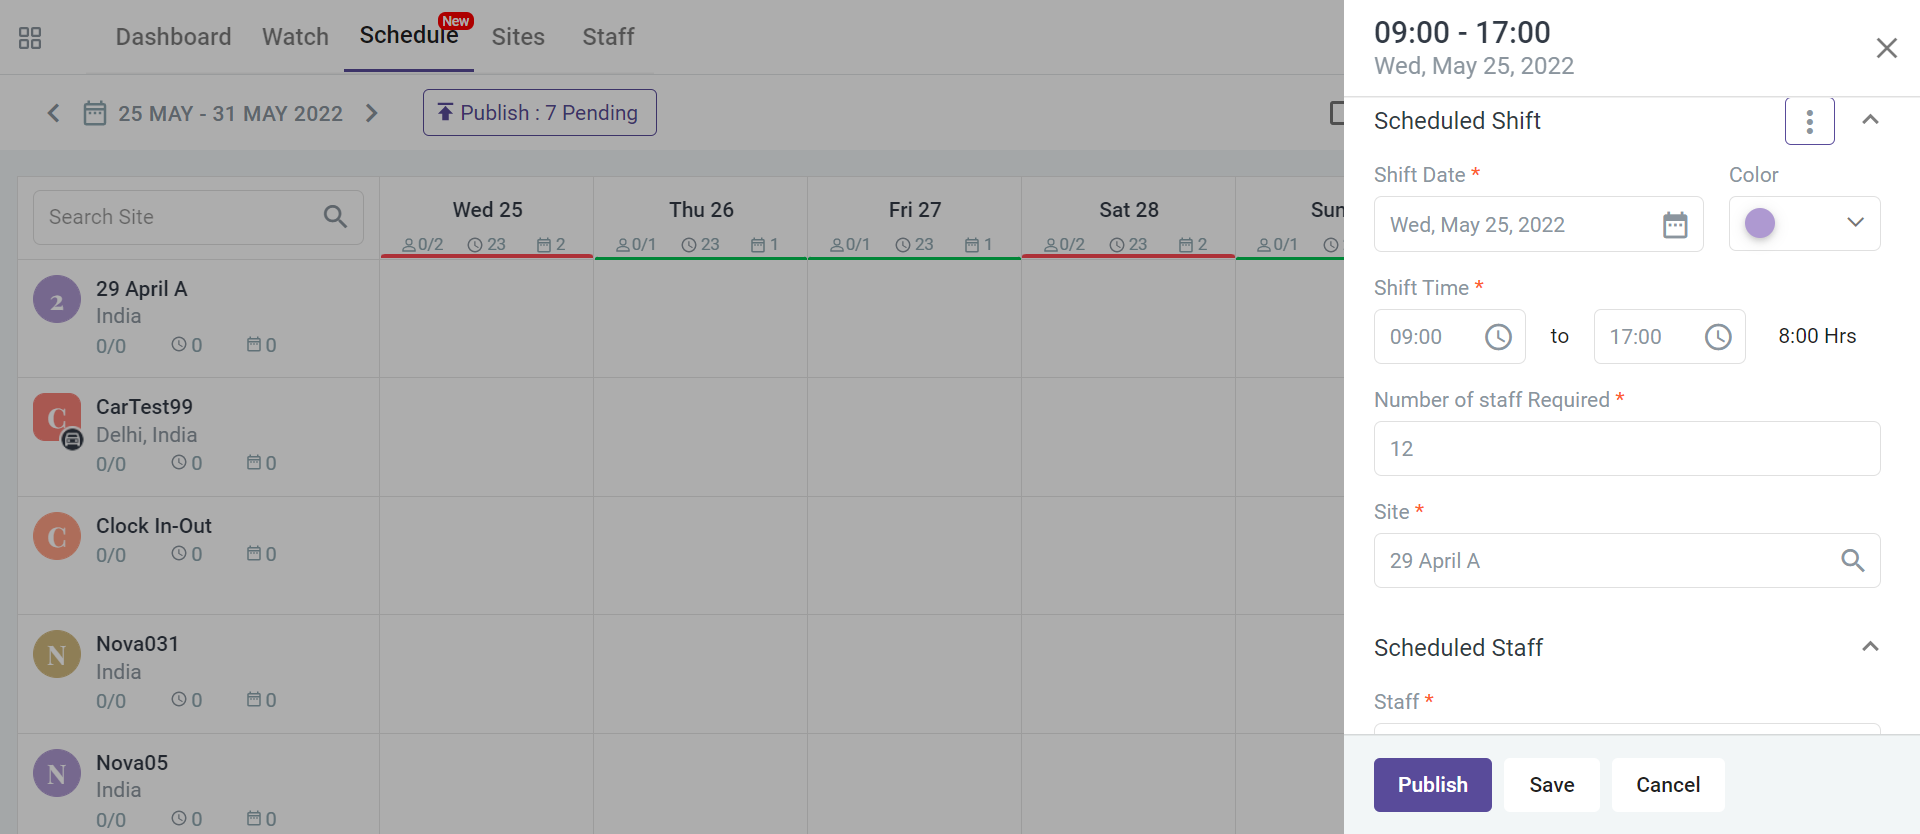 Dashboard
Watch
Schedule
New
Sites
Staff
25 MAY - 31 MAY 2022
Publish : 7 Pending
Search Site
Wed 25
0/2 23 2
Thu 26
0/1 23 1
Fri 27
0/1 23 1
Sat 28
0/2 23 2
Sun
0/1
2
29 April A
India
0/0 0 0
C
CarTest99
Delhi, India
0/0 0 0
C
Clock In-Out
0/0 0 0
N
Nova031
India
0/0 0 0
N
Nova05
India
0/0 0 0
09:00 - 17:00
Wed, May 25, 2022
Scheduled Shift
Shift Date *
Color
Wed, May 25, 2022
Shift Time *
09:00 to 17:00 8:00 Hrs
Number of staff Required *
12
Site *
29 April A
Scheduled Staff
Staff *
Publish
Save
Cancel